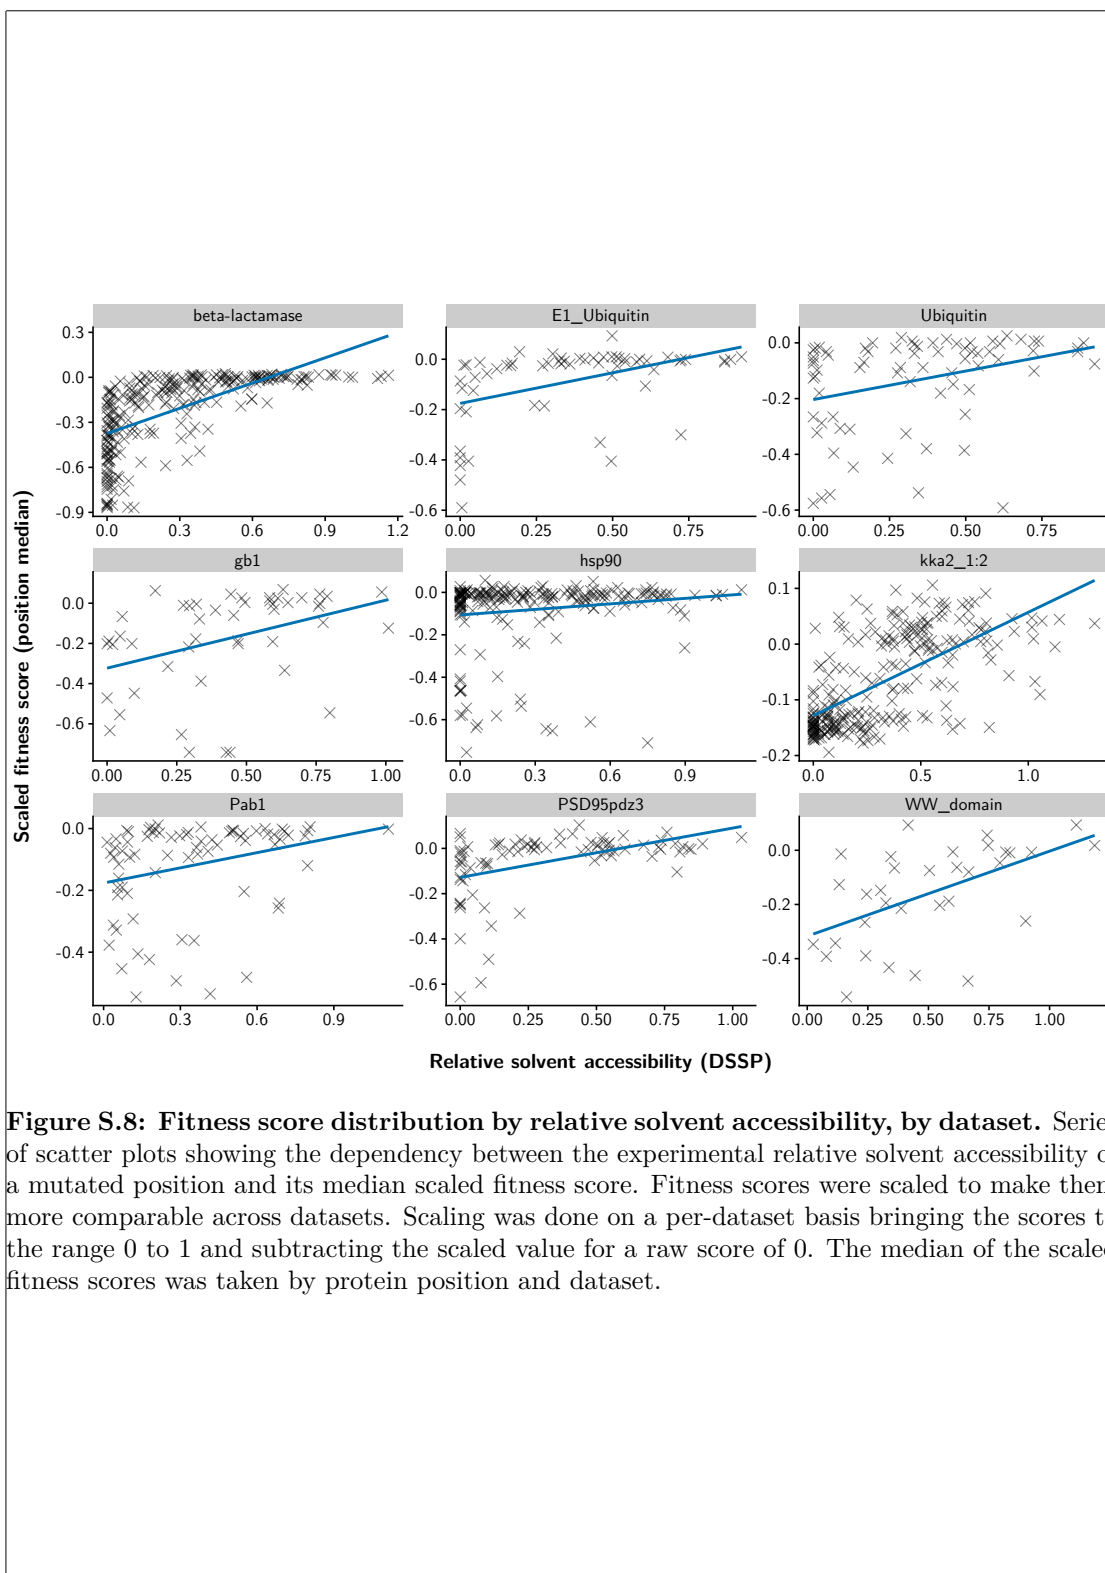 beta-lactamase
E1_Ubiquitin
Ubiquitin
0.3
0.0
-0.3
-0.6
-0.9
0.0 0.3 0.6 0.9 1.2
0.0
-0.2
-0.4
-0.6
0.00 0.25 0.50 0.75
0.0
-0.2
-0.4
-0.6
0.00 0.25 0.50 0.75
gb1
hsp90
kka2_1:2
0.0
-0.2
-0.4
-0.6
0.00 0.25 0.50 0.75 1.00
0.0
-0.2
-0.4
-0.6
0.0 0.3 0.6 0.9
0.1
0.0
-0.1
-0.2
0.0 0.5 1.0
Pab1
PSD95pdz3
WW_domain
0.0
-0.2
-0.4
0.0 0.3 0.6 0.9
0.0
-0.2
-0.4
-0.6
0.00 0.25 0.50 0.75 1.00
0.0
-0.2
-0.4
0.00 0.25 0.50 0.75 1.00
Scaled fitness score (position median)
Relative solvent accessibility (DSSP)
Figure S.8: Fitness score distribution by relative solvent accessibility, by dataset. Serie
of scatter plots showing the dependency between the experimental relative solvent accessibility o
a mutated position and its median scaled fitness score. Fitness scores were scaled to make then
more comparable across datasets. Scaling was done on a per-dataset basis bringing the scores t
the range 0 to 1 and subtracting the scaled value for a raw score of 0. The median of the scale
fitness scores was taken by protein position and dataset.